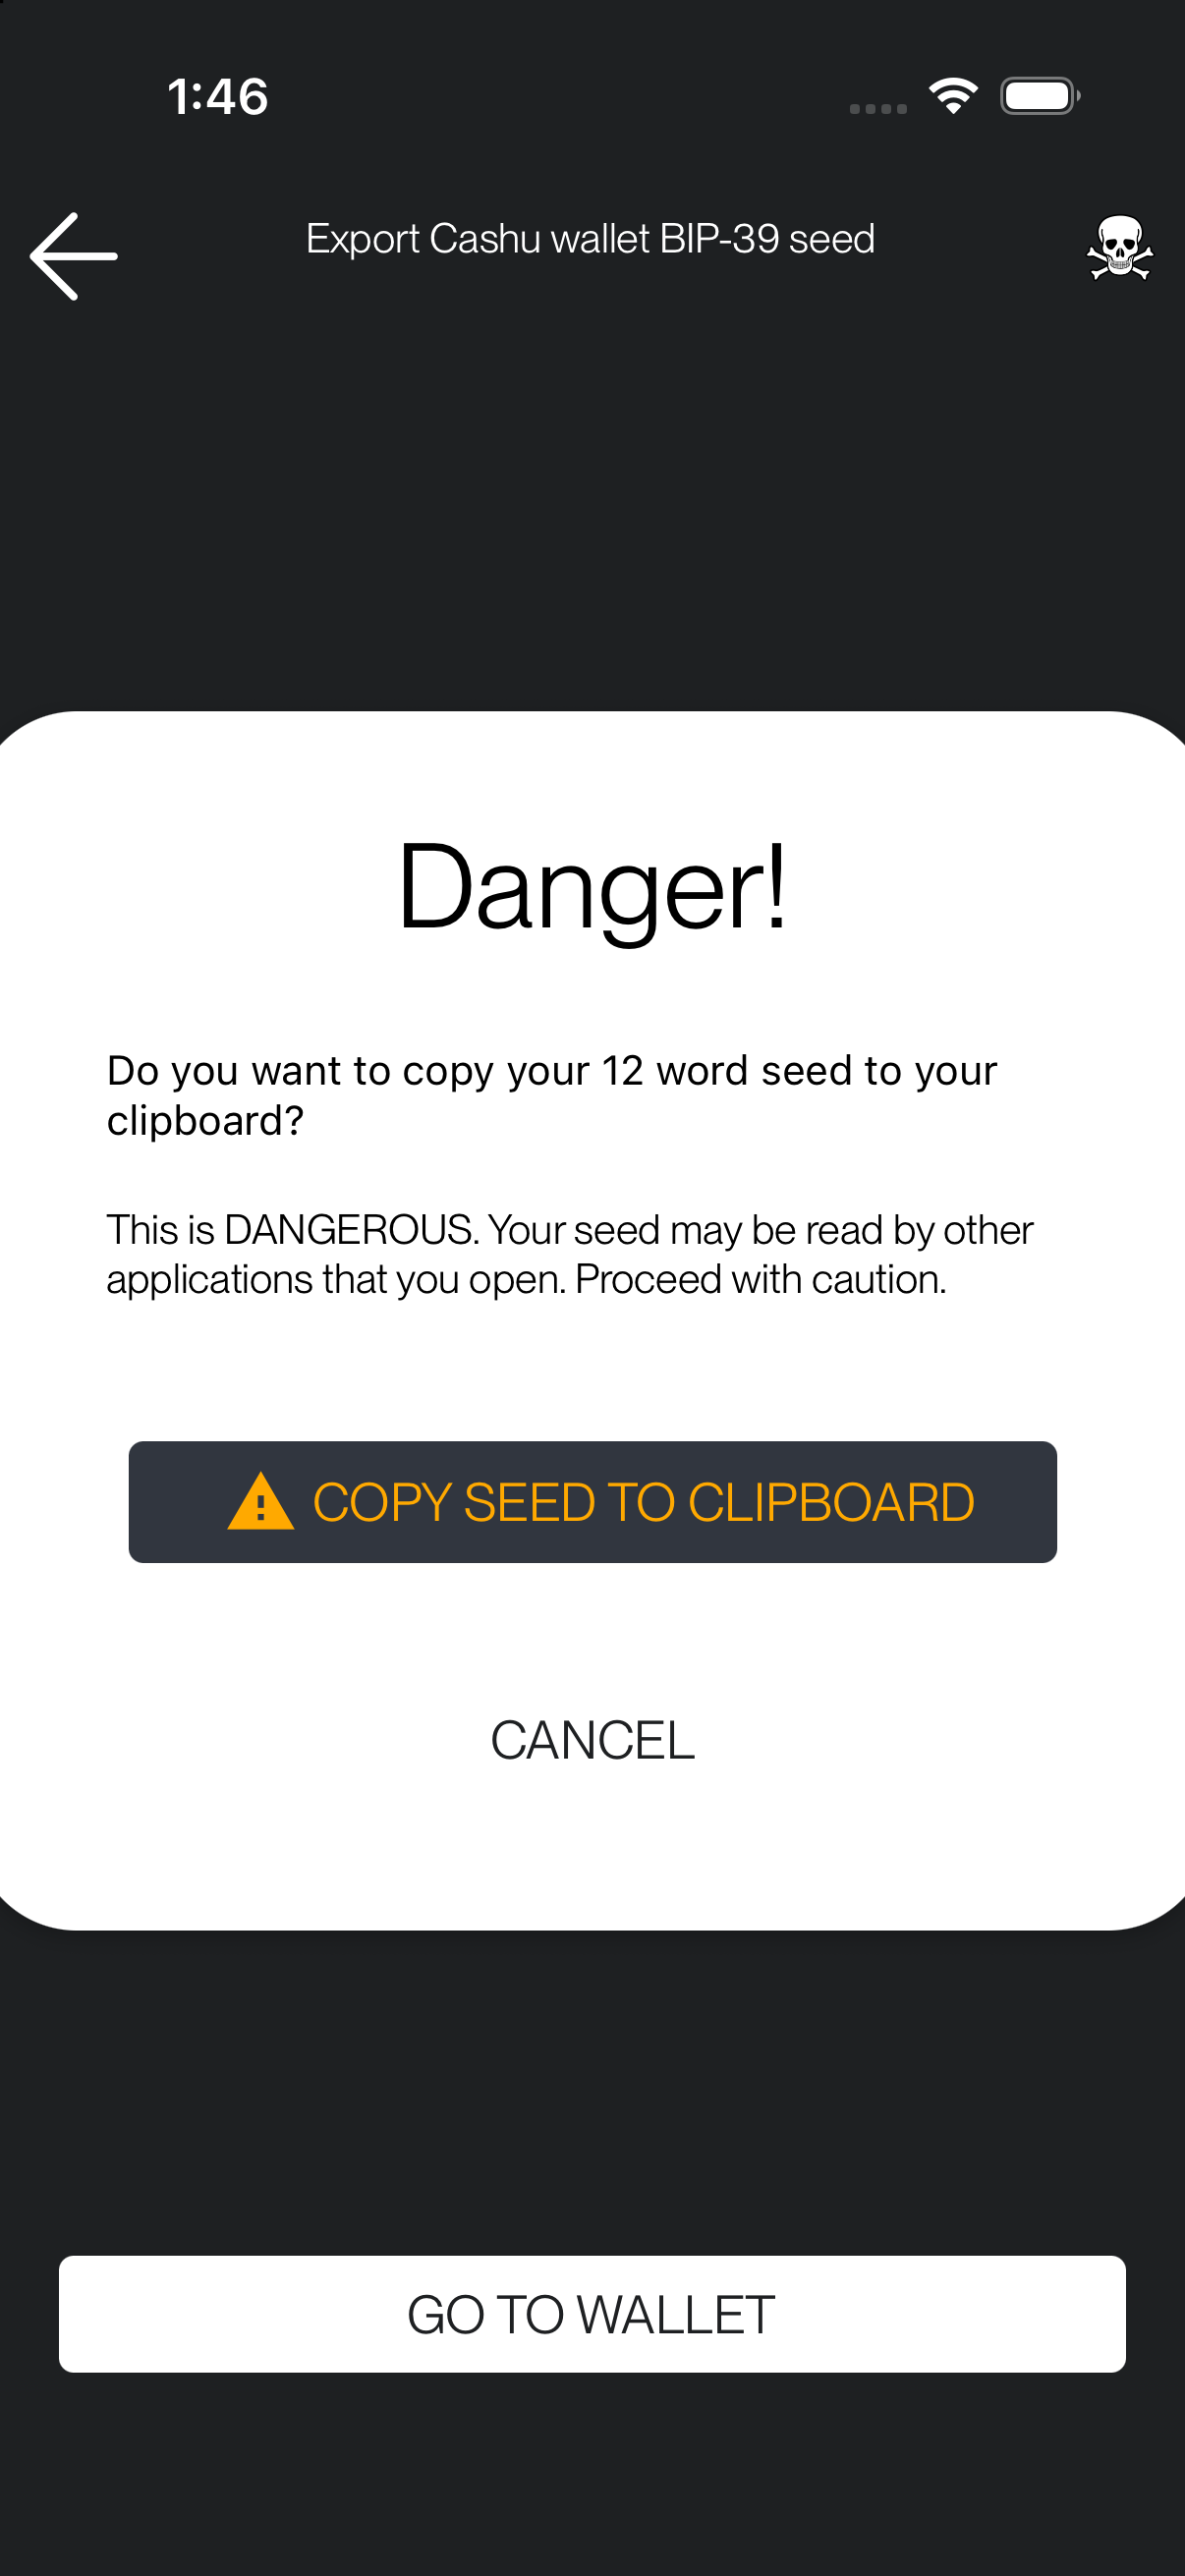 1:46
Export Cashu wallet BIP-39 seed
Danger!
Do you want to copy your 12 word seed to your
clipboard?
This is DANGEROUS. Your seed may be read by other
applications that you open. Proceed with caution.
COPY SEED TO CLIPBOARD
CANCEL
GO TO WALLET